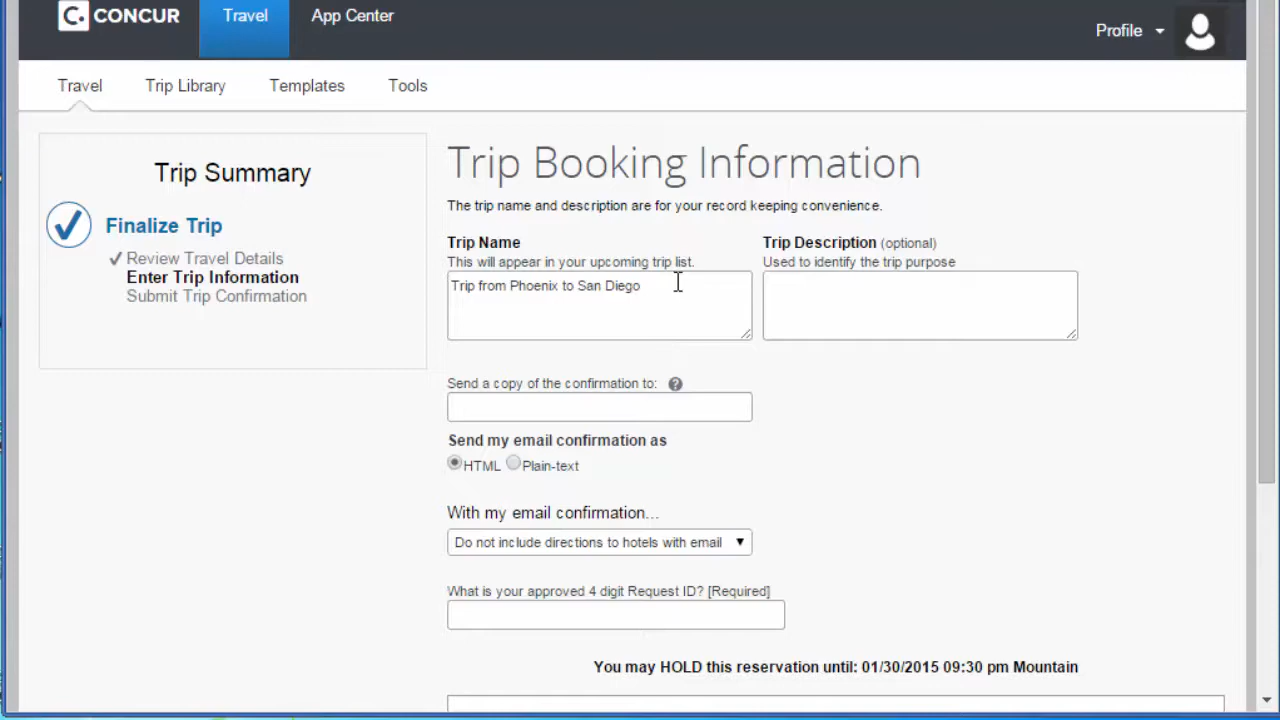 CONCUR
Travel
App Center
Profile
Travel
Trip Library
Templates
Tools
Trip Summary
Finalize Trip
Review Travel Details
Enter Trip Information
Submit Trip Confirmation
Trip Booking Information
The trip name and description are for your record keeping convenience.
Trip Name
This will appear in your upcoming trip list.
Trip from Phoenix to San Diego
Trip Description (optional)
Used to identify the trip purpose
Send a copy of the confirmation to: ?
Send my email confirmation as
HTML Plain-text
With my email confirmation...
Do not include directions to hotels with email
What is your approved 4 digit Request ID? [Required]
You may HOLD this reservation until: 01/30/2015 09:30 pm Mountain